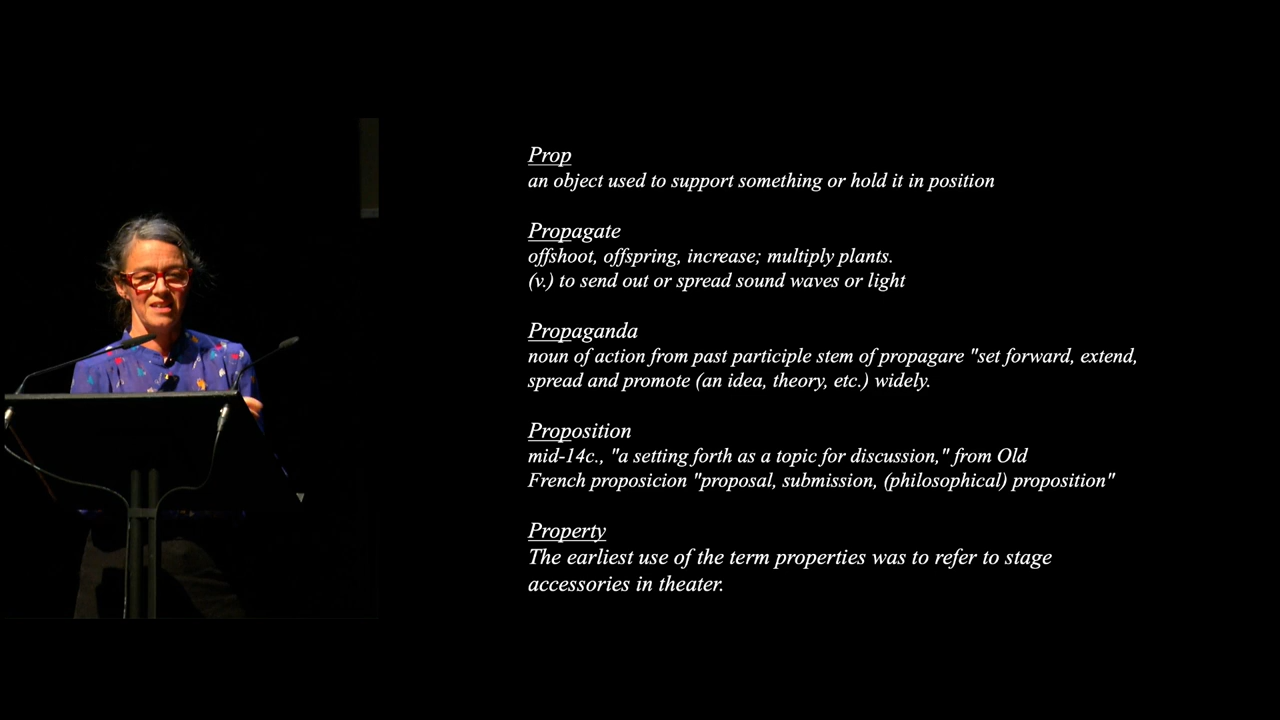 Prop
an object used to support something or hold it in position
Propagate
offshoot, offspring, increase; multiply plants.
(v.) to send out or spread sound waves or light
Propaganda
noun of action from past participle stem of propagare "set forward, extend,
spread and promote (an idea, theory, etc.) widely.
Proposition
mid-14c., "a setting forth as a topic for discussion," from Old
French proposicion "proposal, submission, (philosophical) proposition"
Property
The earliest use of the term properties was to refer to stage
accessories in theater.